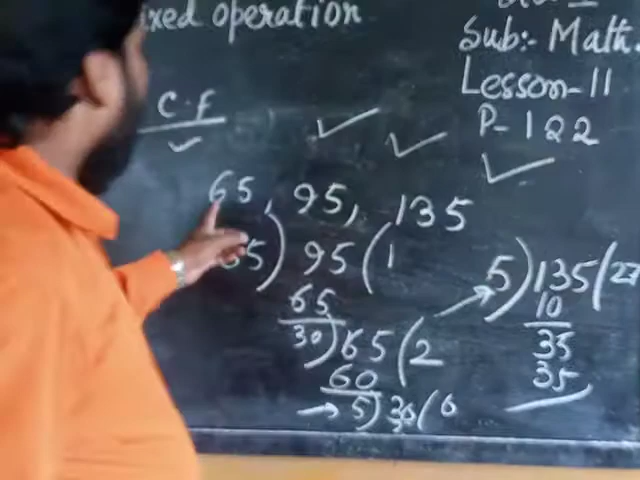 ixed operation
Sub:- Math.
Lesson-11
P-122
C.F
65, 95, 135
65) 95 (1
65
30) 65 (2
60
5) 30 (6
5) 135 (27
10
35
35